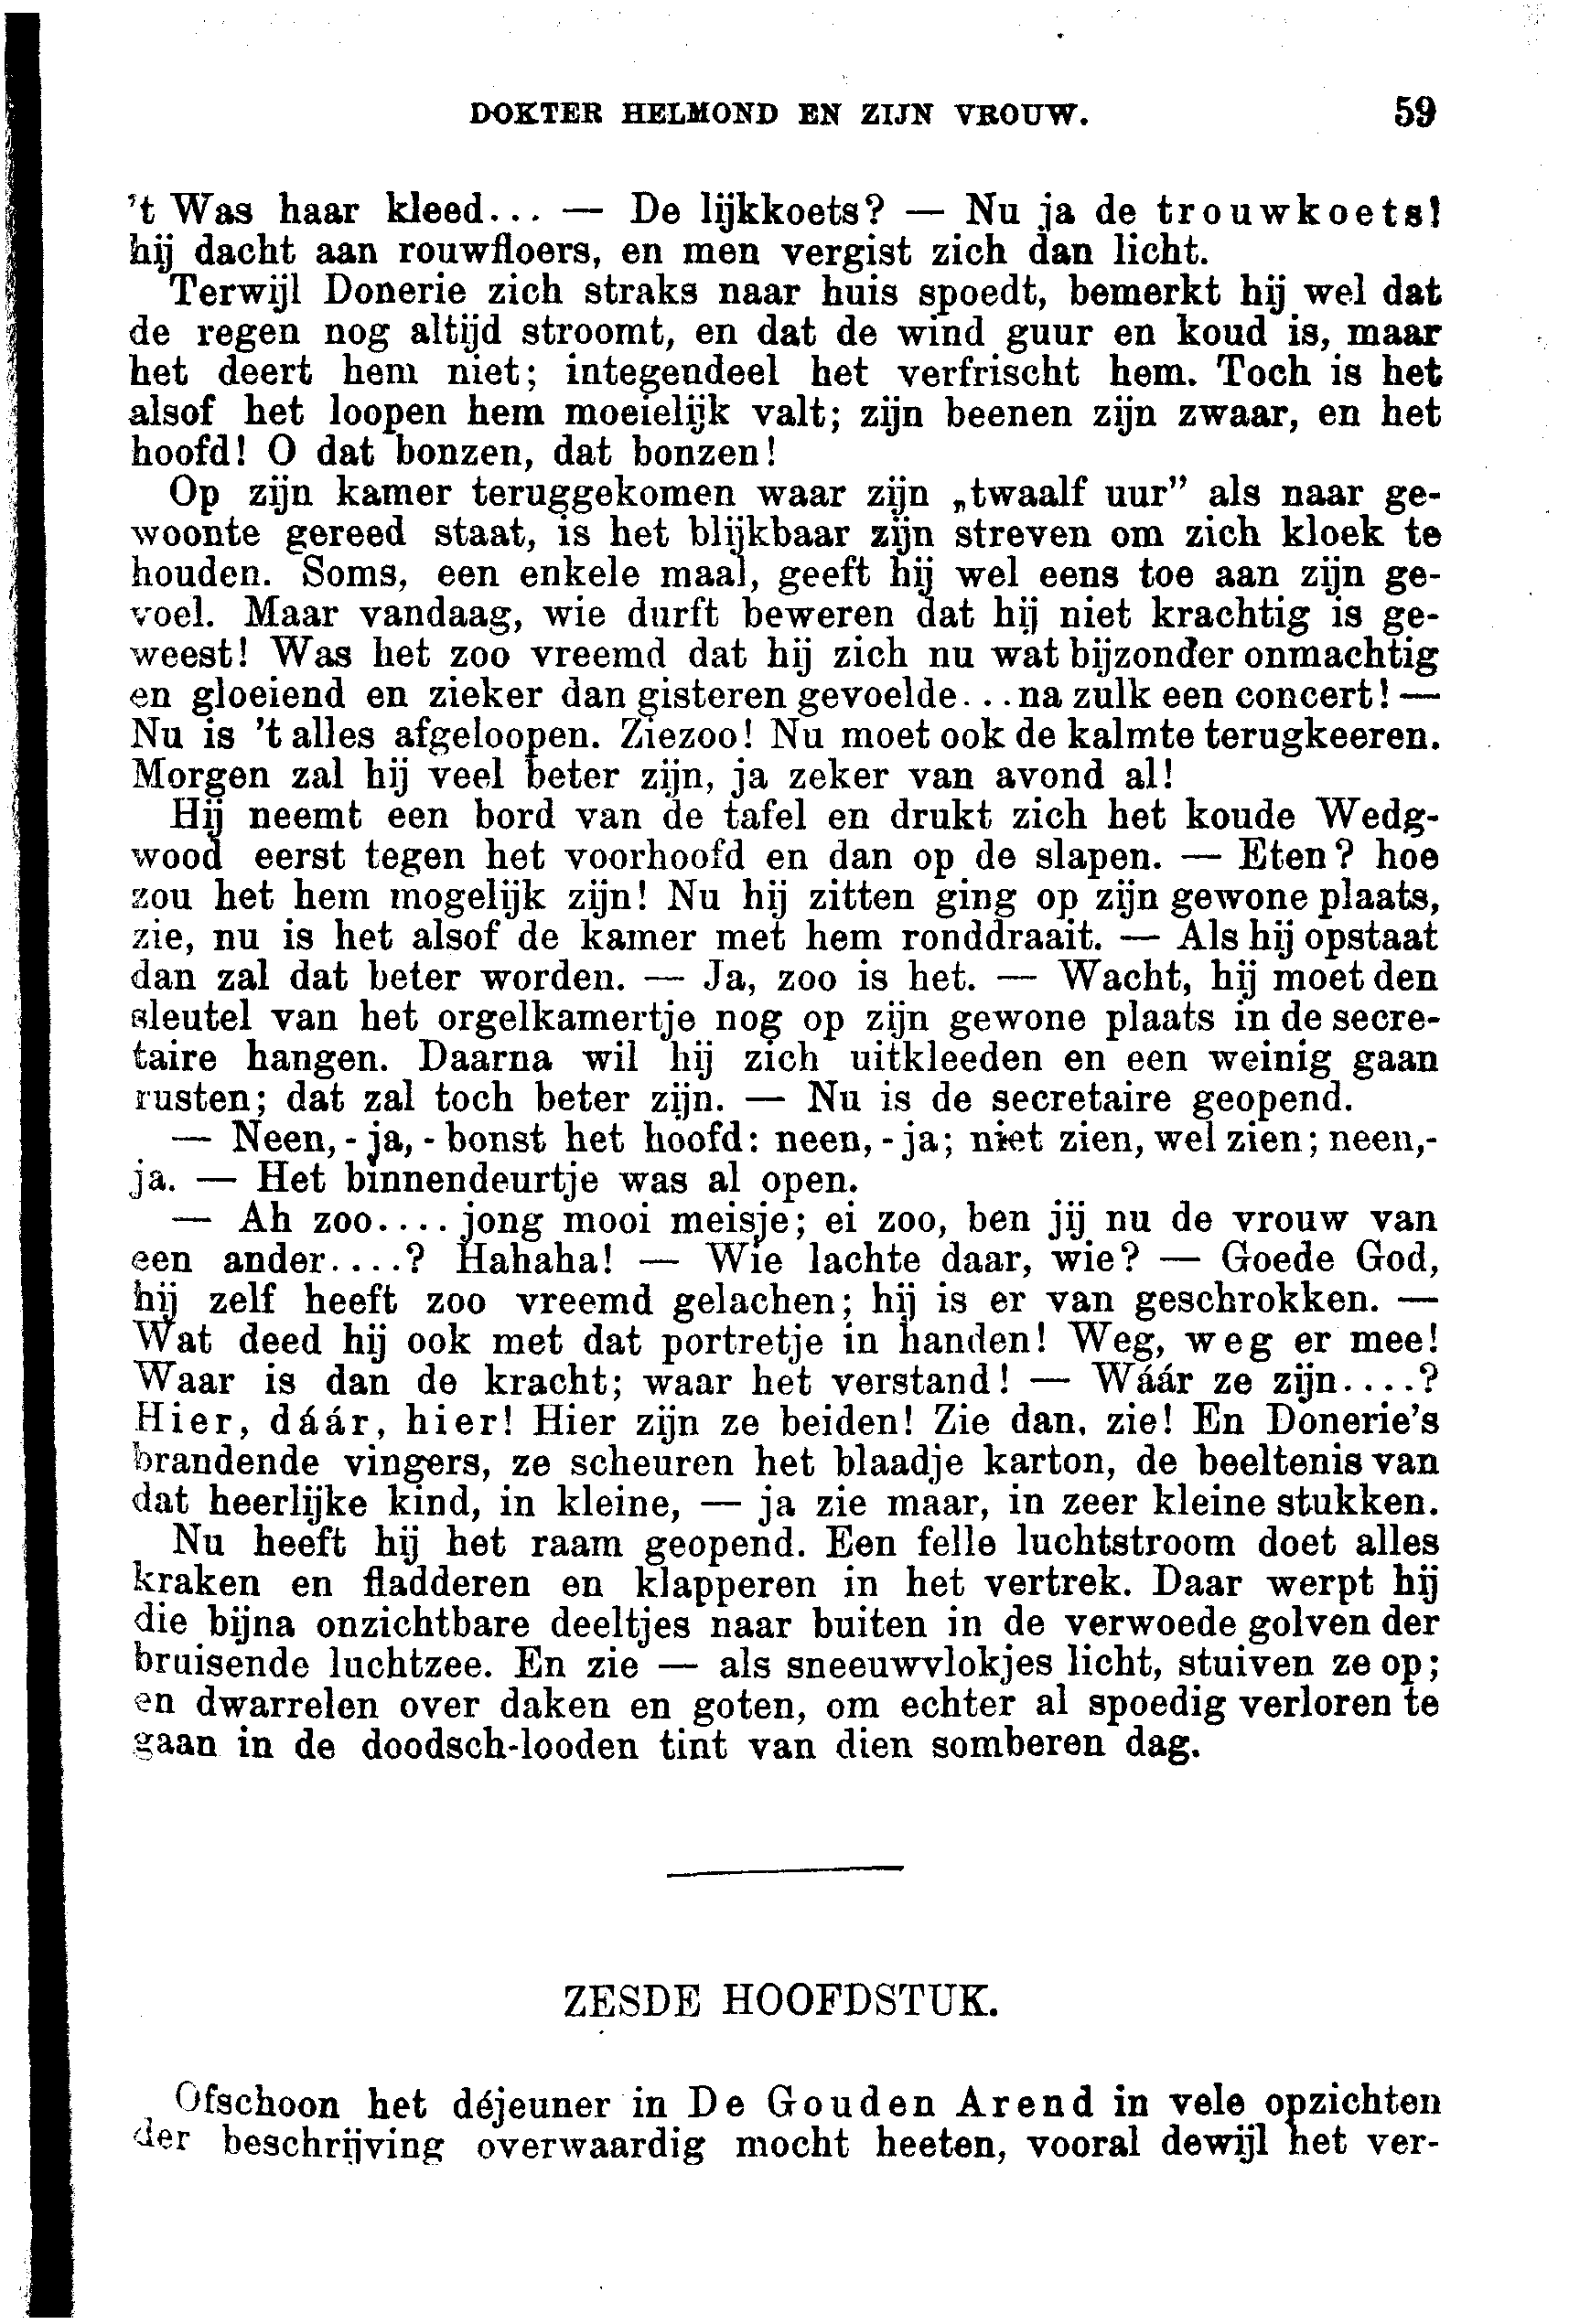 DOKTER HELMOND EN ZIJN VROUW. 59
't Was haar kleed... — De lijkkoets? — Nu ja de trouwkoets!
hij dacht aan rouwfloers, en men vergist zich dan licht.
Terwijl Donerie zich straks naar huis spoedt, bemerkt hij wel dat
de regen nog altijd stroomt, en dat de wind guur en koud is, maar
het deert hem niet; integendeel het verfrischt hem. Toch is het
alsof het loopen hem moeielijk valt; zijn beenen zijn zwaar, en het
hoofd! O dat bonzen, dat bonzen!
Op zijn kamer teruggekomen waar zijn „twaalf uur” als naar ge-
woonte gereed staat, is het blijkbaar zijn streven om zich kloek te
houden. Soms, een enkele maal, geeft hij wel eens toe aan zijn ge-
voel. Maar vandaag, wie durft beweren dat hij niet krachtig is ge-
weest! Was het zoo vreemd dat hij zich nu wat bijzonder onmachtig
en gloeiend en zieker dan gisteren gevoelde... na zulk een concert! —
Nu is 't alles afgeloopen. Ziezoo! Nu moet ook de kalmte terugkeeren.
Morgen zal hij veel beter zijn, ja zeker van avond al!
Hij neemt een bord van de tafel en drukt zich het koude Wedg-
wood eerst tegen het voorhoofd en dan op de slapen. — Eten? hoe
zou het hem mogelijk zijn! Nu hij zitten ging op zijn gewone plaats,
zie, nu is het alsof de kamer met hem ronddraait. — Als hij opstaat
dan zal dat beter worden. — Ja, zoo is het. — Wacht, hij moet den
sleutel van het orgelkamertje nog op zijn gewone plaats in de secre-
taire hangen. Daarna wil hij zich uitkleeden en een weinig gaan
rusten; dat zal toch beter zijn. — Nu is de secretaire geopend.
— Neen, - ja, - bonst het hoofd: neen, - ja; niet zien, wel zien; neen,-
ja. — Het binnendeurtje was al open.
— Ah zoo.... jong mooi meisje; ei zoo, ben jij nu de vrouw van
een ander....? Hahaha! — Wie lachte daar, wie? — Goede God,
hij zelf heeft zoo vreemd gelachen; hij is er van geschrokken. —
Wat deed hij ook met dat portretje in handen! Weg, weg er mee!
Waar is dan de kracht; waar het verstand! — Wáár ze zijn....?
Hier, dáár, hier! Hier zijn ze beiden! Zie dan, zie! En Donerie's
brandende vingers, ze scheuren het blaadje karton, de beeltenis van
dat heerlijke kind, in kleine, — ja zie maar, in zeer kleine stukken.
Nu heeft hij het raam geopend. Een felle luchtstroom doet alles
kraken en fladderen en klapperen in het vertrek. Daar werpt hij
die bijna onzichtbare deeltjes naar buiten in de verwoede golven der
bruisende luchtzee. En zie — als sneeuwvlokjes licht, stuiven ze op;
en dwarrelen over daken en goten, om echter al spoedig verloren te
gaan in de doodsch-looden tint van dien somberen dag.
ZESDE HOOFDSTUK.
Ofschoon het déjeuner in De Gouden Arend in vele opzichten
der beschrijving overwaardig mocht heeten, vooral dewijl het ver-